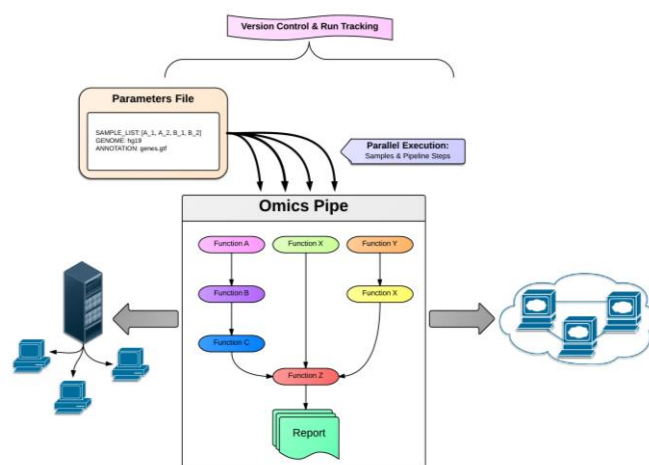 Version Control & Run Tracking
Parameters File
SAMPLE_LIST: [A_1, A_2, B_1, B_2]
GENOME: hg19
ANNOTATION: genes.gtf
Parallel Execution:
Samples & Pipeline Steps
Omics Pipe
Function A
Function X
Function Y
Function B
Function X
Function C
Function Z
Report